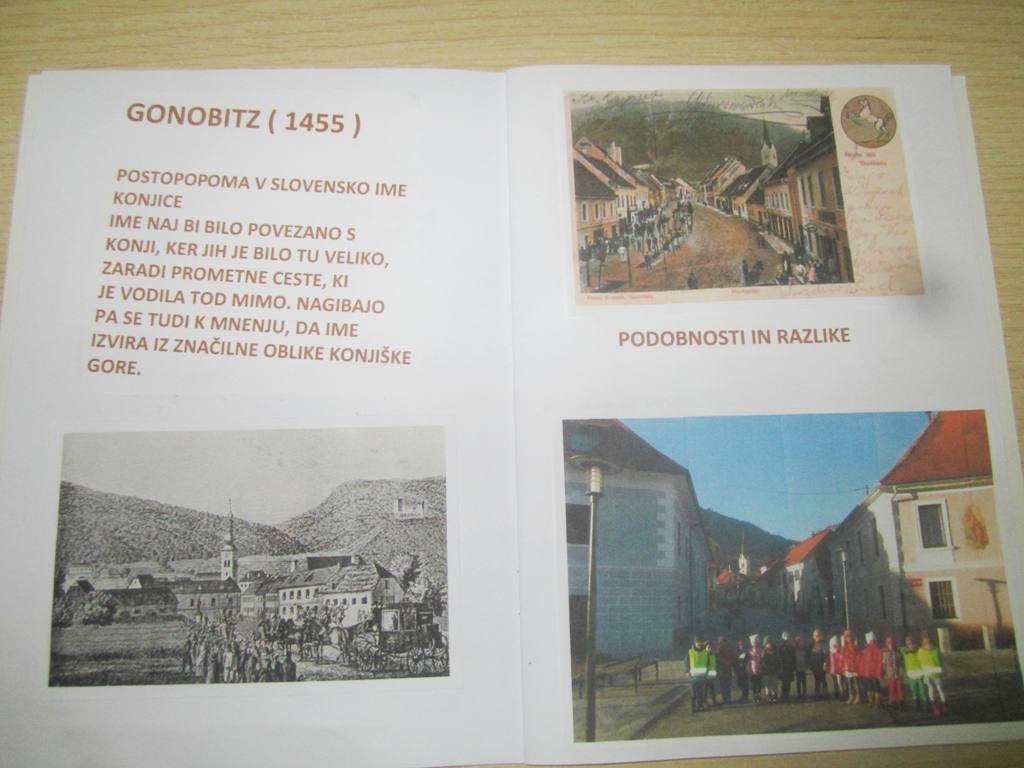 GONOBITZ ( 1455 )
POSTOPOPOMA V SLOVENSKO IME
KONJICE
IME NAJ BI BILO POVEZANO S
KONJI, KER JIH JE BILO TU VELIKO,
ZARADI PROMETNE CESTE, KI
JE VODILA TOD MIMO. NAGIBAJO
PA SE TUDI K MNENJU, DA IME
IZVIRA IZ ZNAČILNE OBLIKE KONJIŠKE
GORE.
PODOBNOSTI IN RAZLIKE